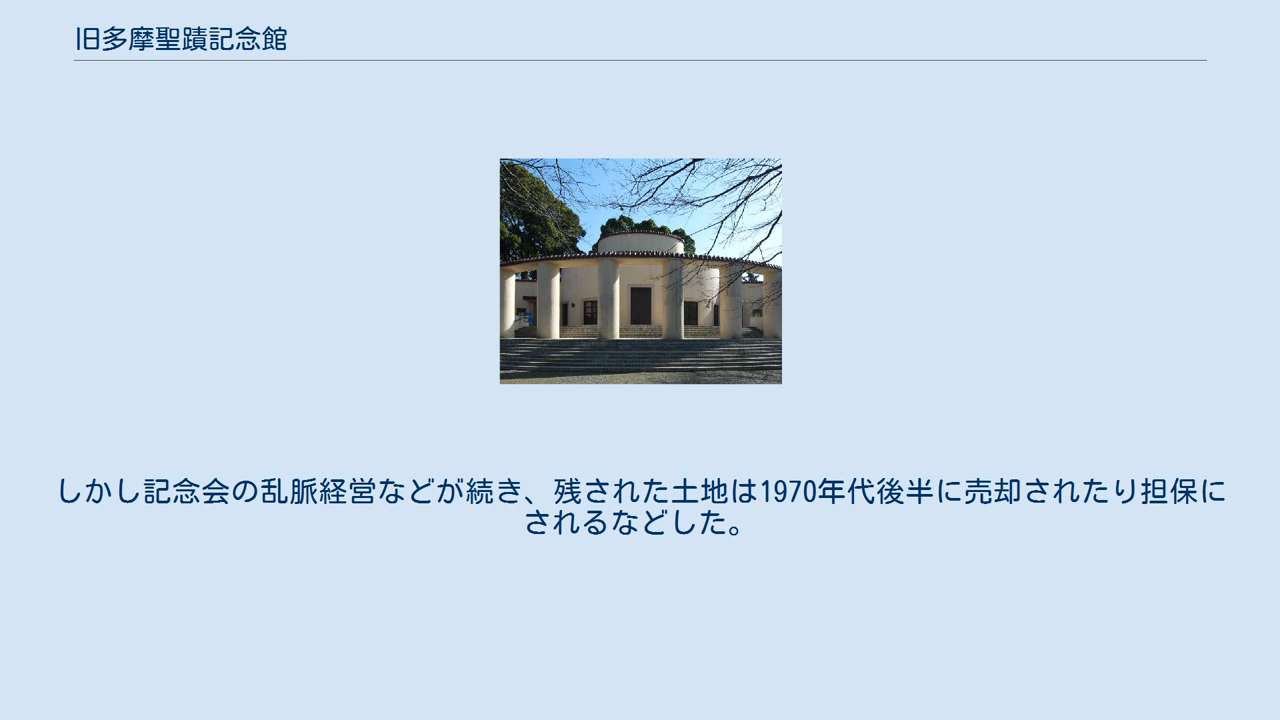 旧多摩聖蹟記念館
しかし記念会の乱脈経営などが続き、残された土地は1970年代後半に売却されたり担保に
されるなどした。